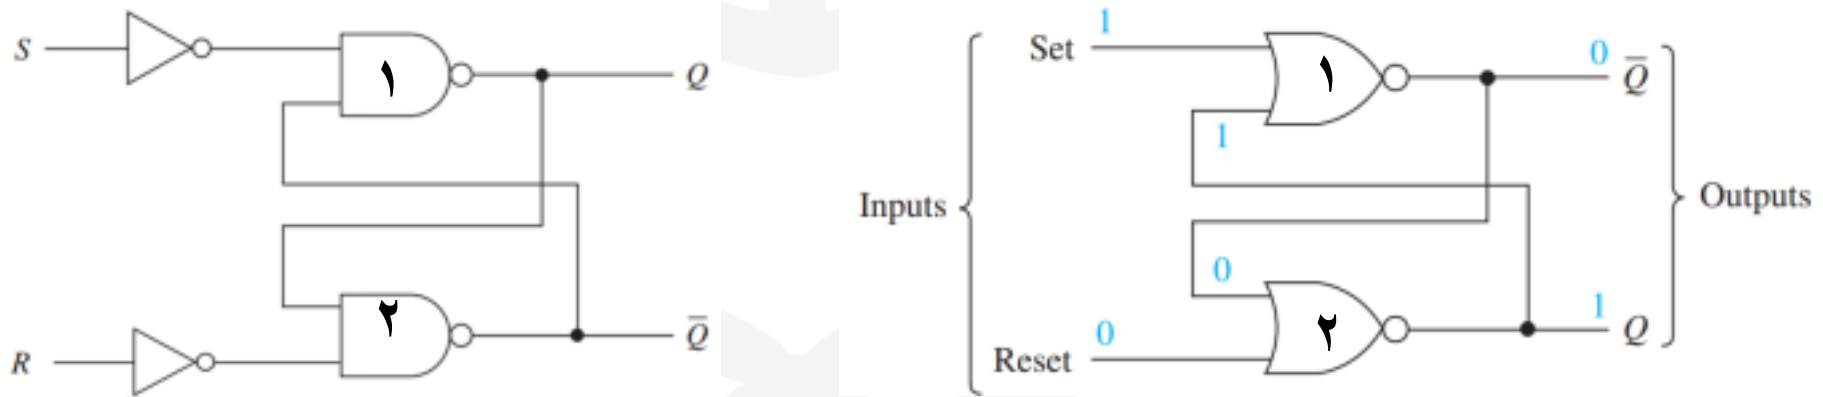 S
١
Q
٢
R
Q̅
Inputs
Set
1
١
1
0
Q̅
0
٢
Reset
0
1
Q
Outputs